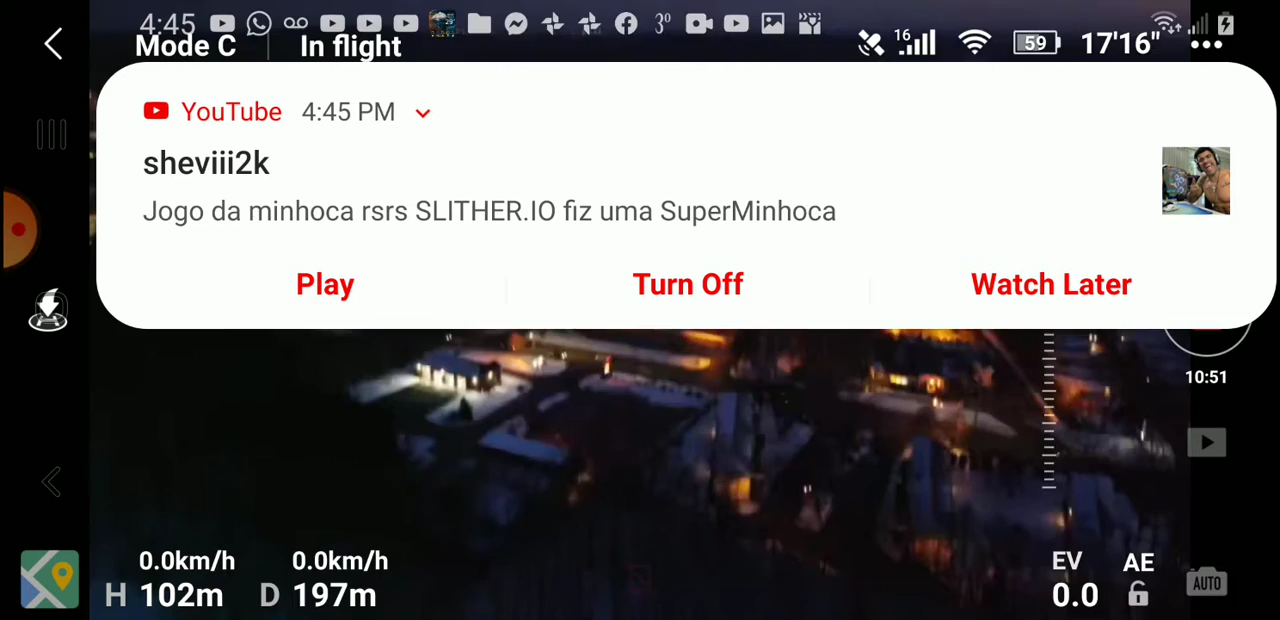 4:45
Mode C In flight 16 59 17'16"
YouTube 4:45 PM
sheviii2k
Jogo da minhoca rsrs SLITHER.IO fiz uma SuperMinhoca
Play Turn Off Watch Later
10:51
0.0km/h 0.0km/h EV AE
H 102m D 197m 0.0 AUTO
3°